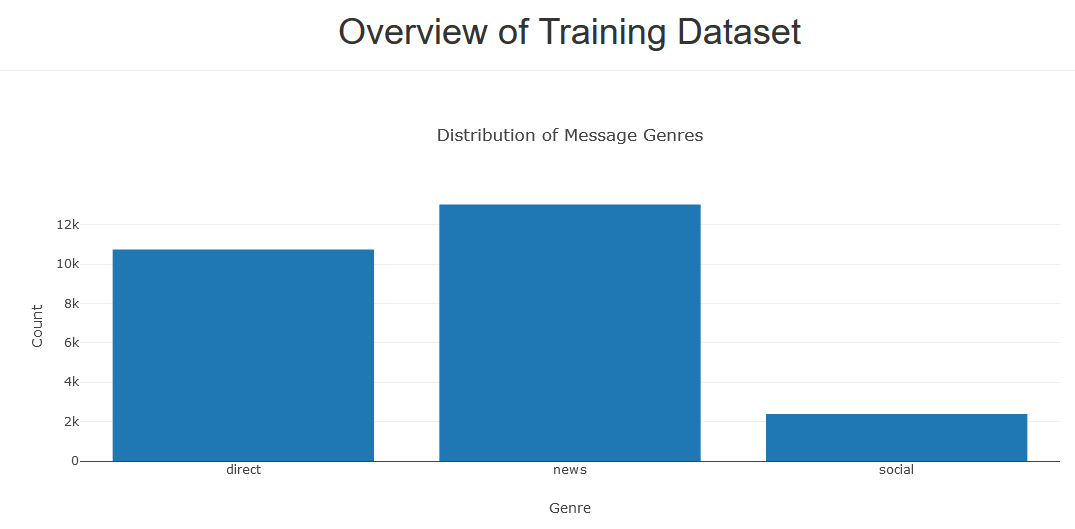 Overview of Training Dataset
Distribution of Message Genres
12k
10k
8k
6k
4k
2k
0
Count
direct news social
Genre